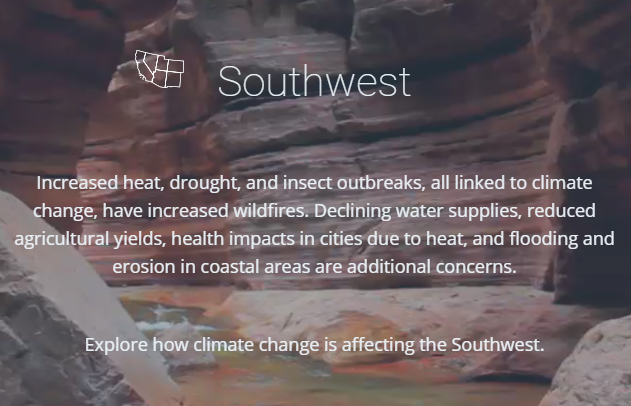 Southwest
Increased heat, drought, and insect outbreaks, all linked to climate
change, have increased wildfires. Declining water supplies, reduced
agricultural yields, health impacts in cities due to heat, and flooding and
erosion in coastal areas are additional concerns.
Explore how climate change is affecting the Southwest.